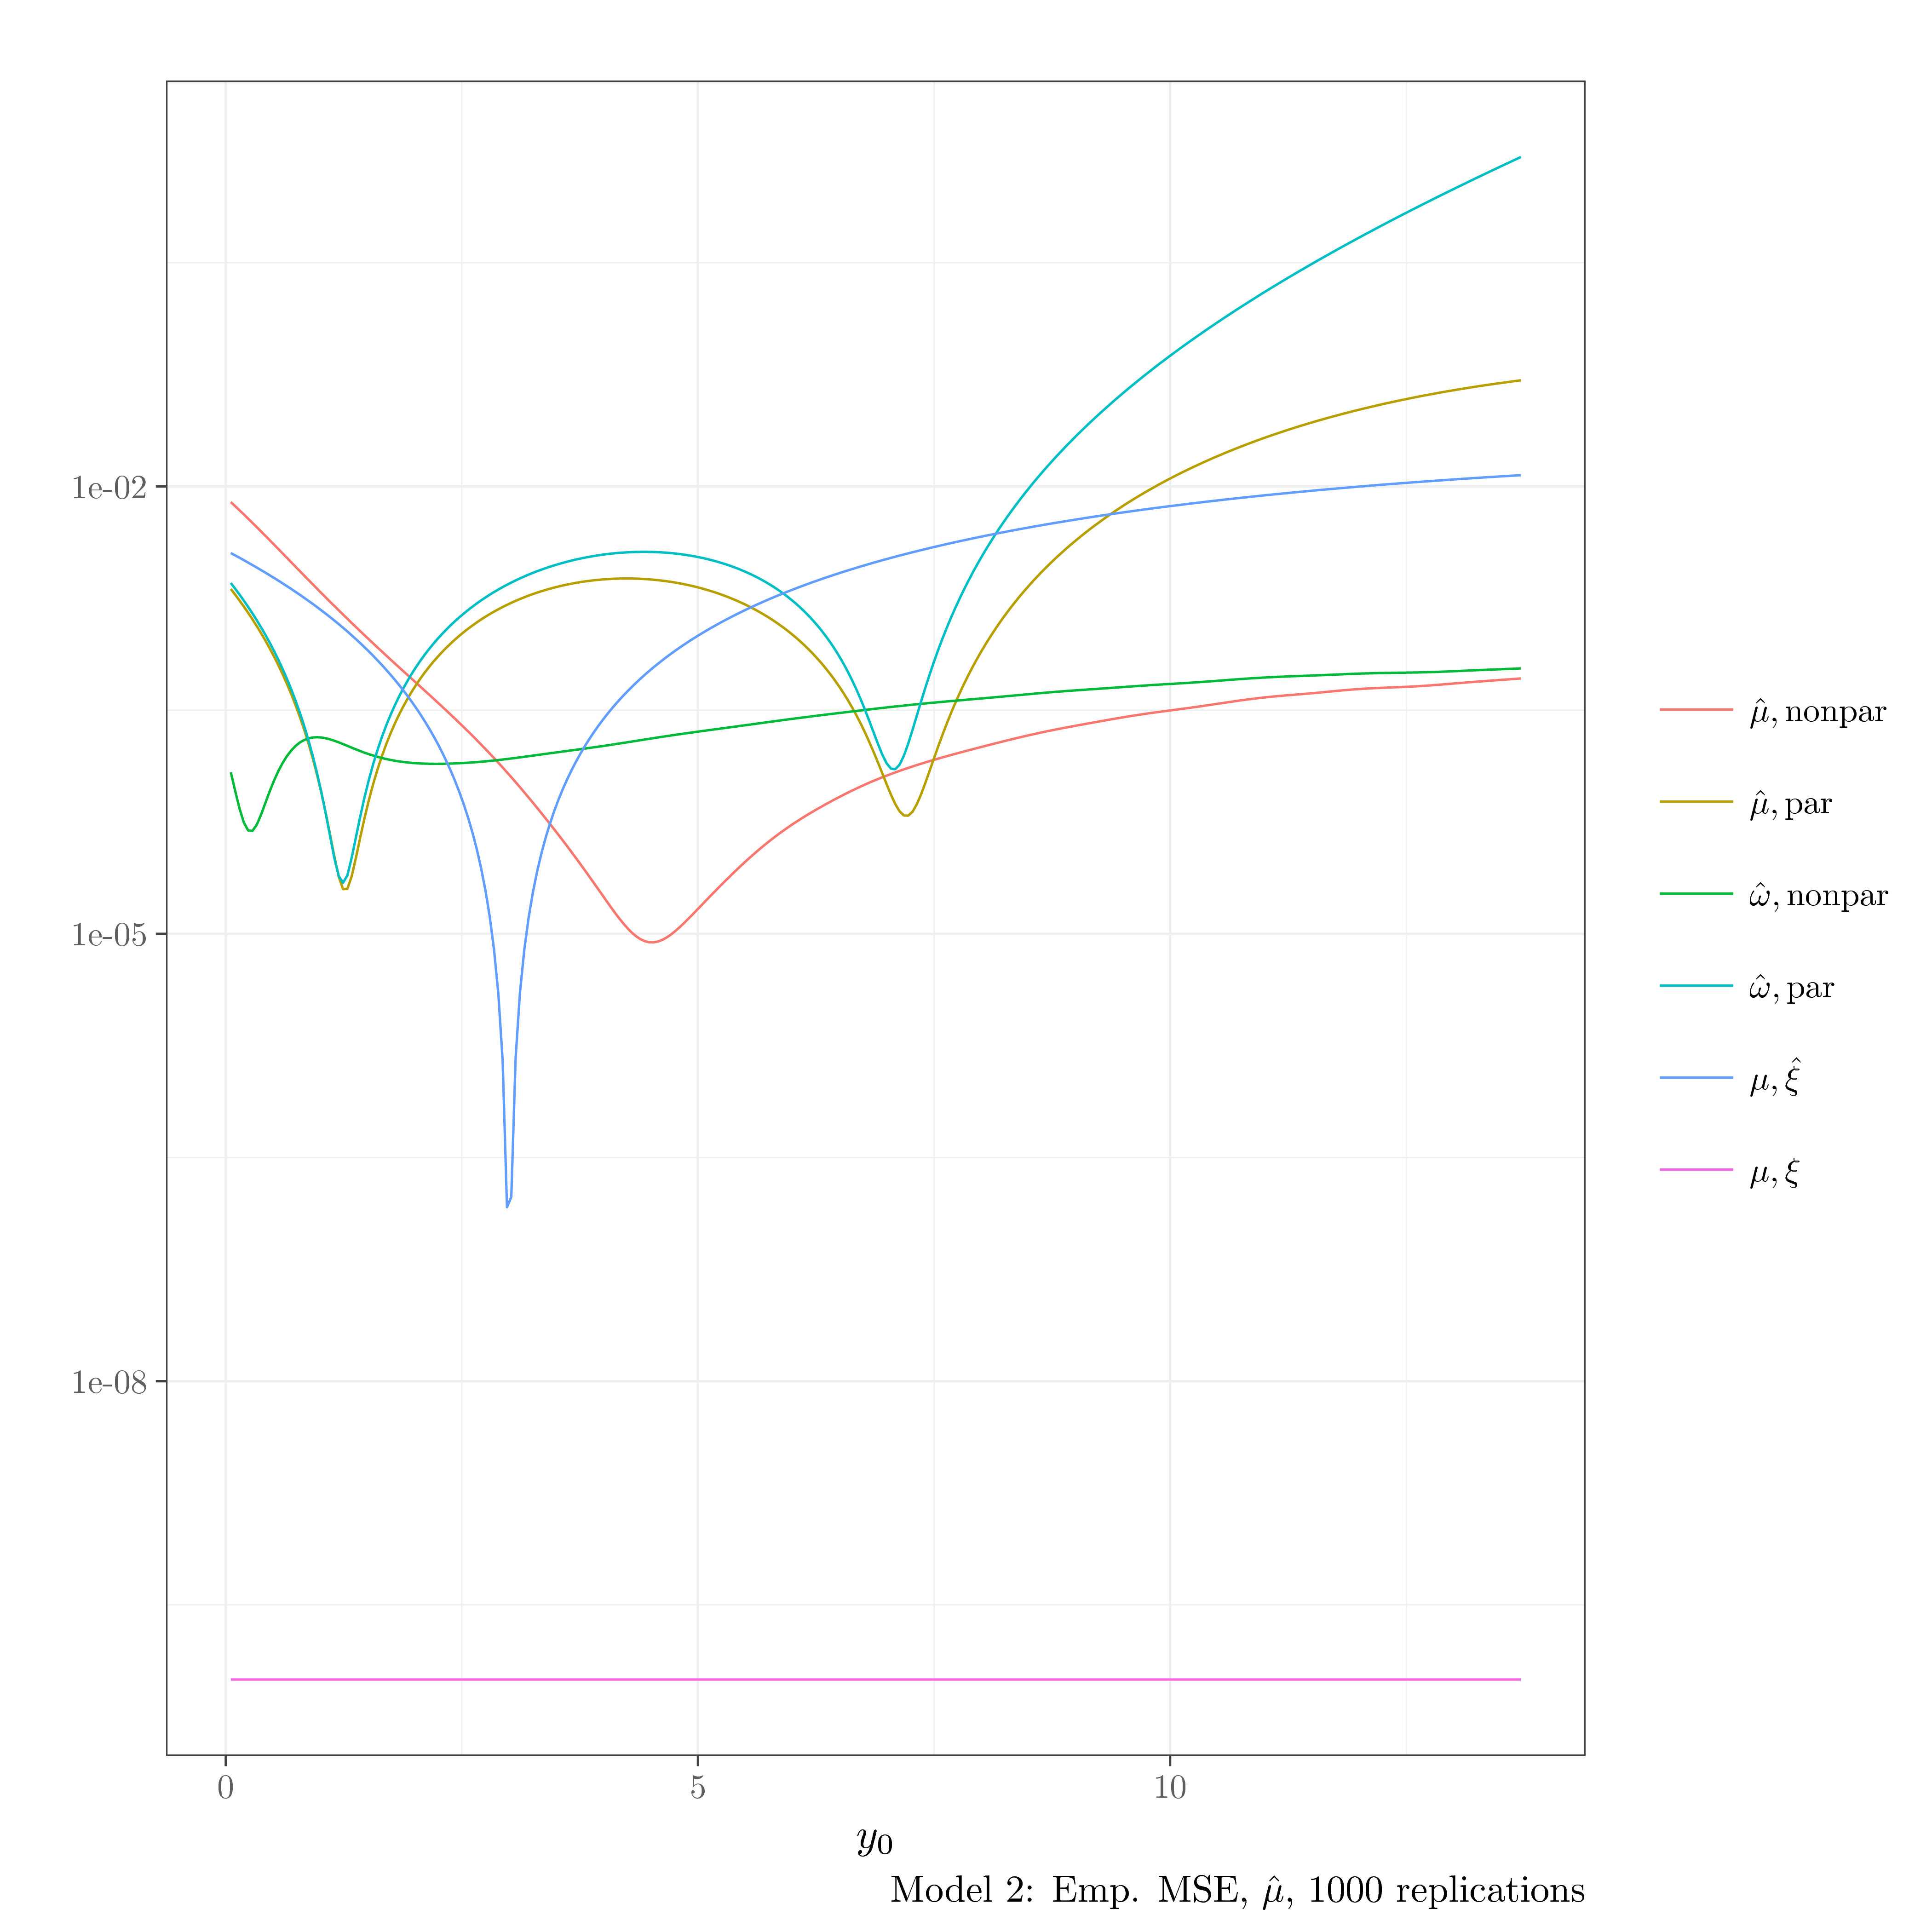 1e-02
1e-05
1e-08
0 5 10
y₀
μ̂, nonpar
μ̂, par
ω̂, nonpar
ω̂, par
μ, ξ̂
μ, ξ
Model 2: Emp. MSE, μ̂, 1000 replications